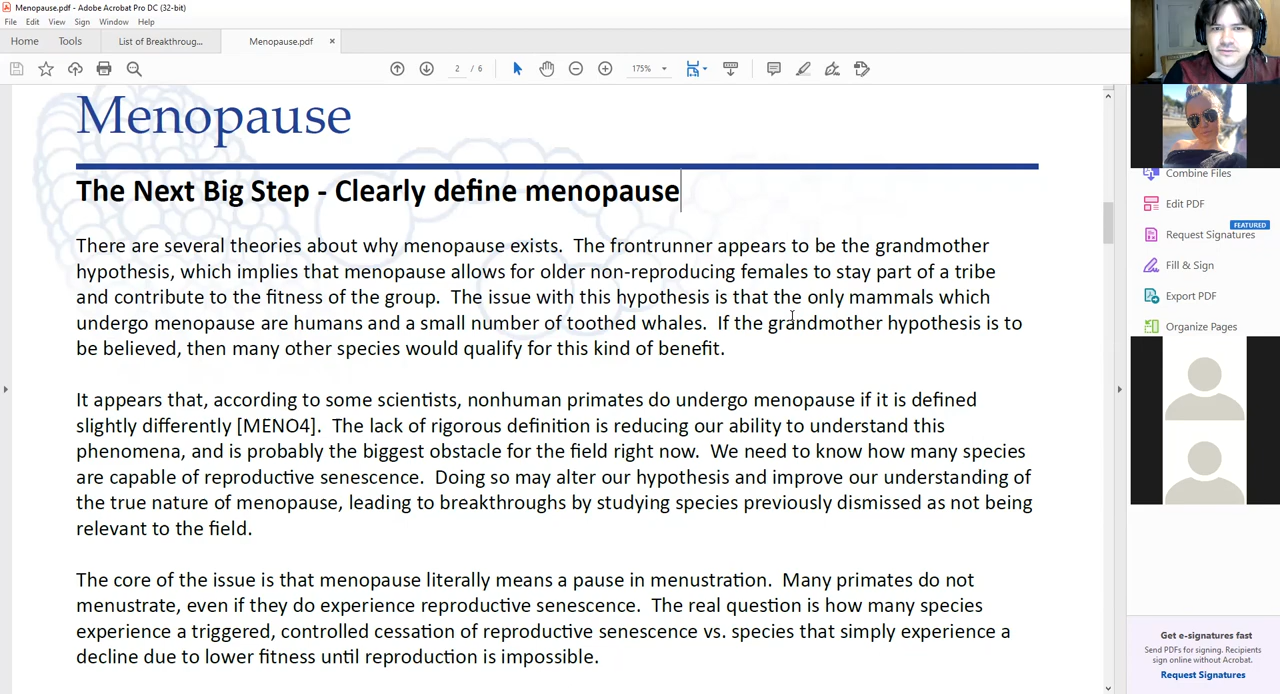 Menopause.pdf - Adobe Acrobat Pro DC (32-bit)
File Edit View Sign Window Help
Home Tools List of Breakthroug... Menopause.pdf ×
2 / 6 175%
Menopause
The Next Big Step - Clearly define menopause
There are several theories about why menopause exists. The frontrunner appears to be the grandmother
hypothesis, which implies that menopause allows for older non-reproducing females to stay part of a tribe
and contribute to the fitness of the group. The issue with this hypothesis is that the only mammals which
undergo menopause are humans and a small number of toothed whales. If the grandmother hypothesis is to
be believed, then many other species would qualify for this kind of benefit.
It appears that, according to some scientists, nonhuman primates do undergo menopause if it is defined
slightly differently [MENO4]. The lack of rigorous definition is reducing our ability to understand this
phenomena, and is probably the biggest obstacle for the field right now. We need to know how many species
are capable of reproductive senescence. Doing so may alter our hypothesis and improve our understanding of
the true nature of menopause, leading to breakthroughs by studying species previously dismissed as not being
relevant to the field.
The core of the issue is that menopause literally means a pause in menustration. Many primates do not
menustrate, even if they do experience reproductive senescence. The real question is how many species
experience a triggered, controlled cessation of reproductive senescence vs. species that simply experience a
decline due to lower fitness until reproduction is impossible.
Combine Files
Edit PDF
FEATURED
Request Signatures
Fill & Sign
Export PDF
Organize Pages
Get e-signatures fast
Send PDFs for signing. Recipients
sign online without Acrobat.
Request Signatures